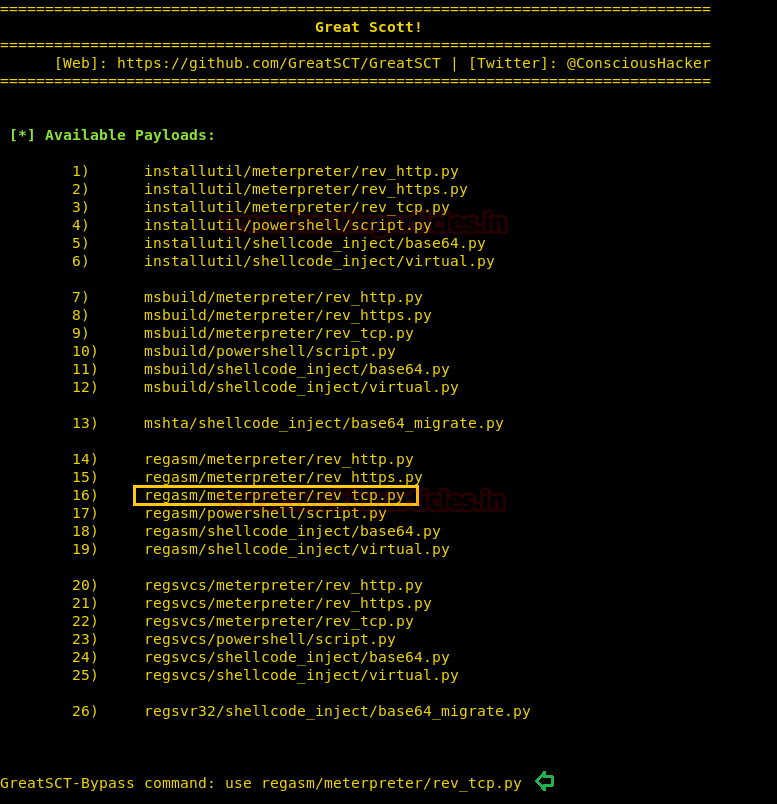 ===============================================================================
Great Scott!
===============================================================================
[Web]: https://github.com/GreatSCT/GreatSCT | [Twitter]: @ConsciousHacker
===============================================================================
[*] Available Payloads:
1) installutil/meterpreter/rev_http.py
2) installutil/meterpreter/rev_https.py
3) installutil/meterpreter/rev_tcp.py
4) installutil/powershell/script.py
5) installutil/shellcode_inject/base64.py
6) installutil/shellcode_inject/virtual.py
7) msbuild/meterpreter/rev_http.py
8) msbuild/meterpreter/rev_https.py
9) msbuild/meterpreter/rev_tcp.py
10) msbuild/powershell/script.py
11) msbuild/shellcode_inject/base64.py
12) msbuild/shellcode_inject/virtual.py
13) mshta/shellcode_inject/base64_migrate.py
14) regasm/meterpreter/rev_http.py
15) regasm/meterpreter/rev_https.py
16) regasm/meterpreter/rev_tcp.py
17) regasm/powershell/script.py
18) regasm/shellcode_inject/base64.py
19) regasm/shellcode_inject/virtual.py
20) regsvcs/meterpreter/rev_http.py
21) regsvcs/meterpreter/rev_https.py
22) regsvcs/meterpreter/rev_tcp.py
23) regsvcs/powershell/script.py
24) regsvcs/shellcode_inject/base64.py
25) regsvcs/shellcode_inject/virtual.py
26) regsvr32/shellcode_inject/base64_migrate.py
GreatSCT-Bypass command: use regasm/meterpreter/rev_tcp.py